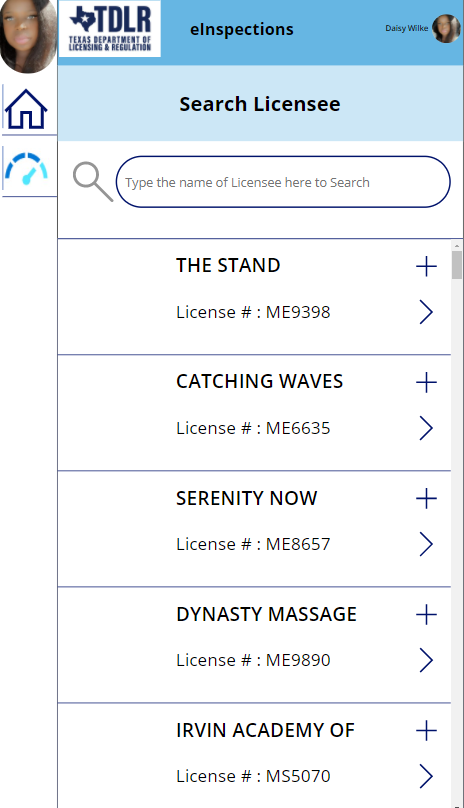 TDLR
TEXAS DEPARTMENT OF
LICENSING & REGULATION
eInspections
Daisy Wilke
Search Licensee
Type the name of Licensee here to Search
THE STAND
License # : ME9398
CATCHING WAVES
License # : ME6635
SERENITY NOW
License # : ME8657
DYNASTY MASSAGE
License # : ME9890
IRVIN ACADEMY OF
License # : MS5070